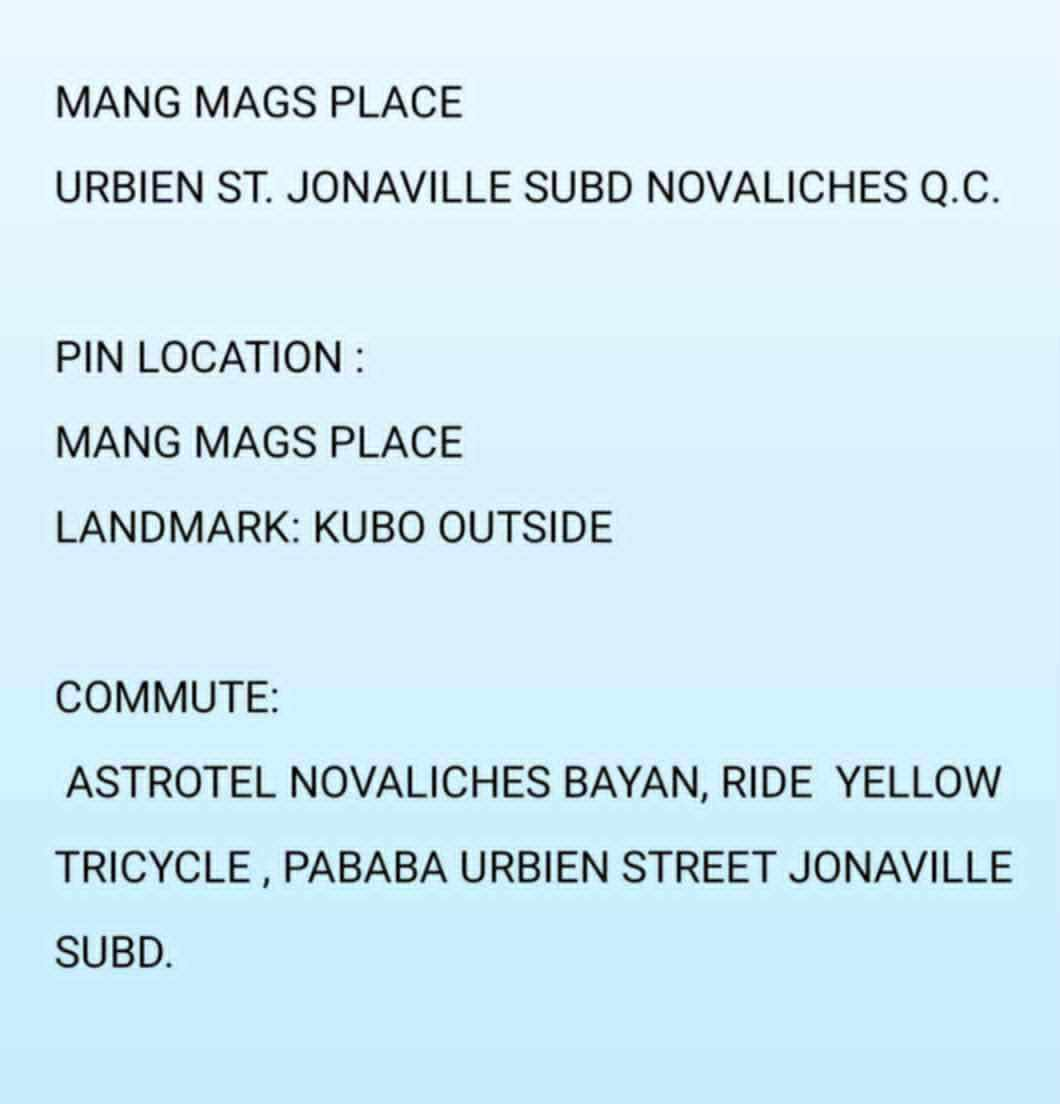 MANG MAGS PLACE
URBIEN ST. JONAVILLE SUBD NOVALICHES Q.C.
PIN LOCATION :
MANG MAGS PLACE
LANDMARK: KUBO OUTSIDE
COMMUTE:
ASTROTEL NOVALICHES BAYAN, RIDE  YELLOW
TRICYCLE , PABABA URBIEN STREET JONAVILLE
SUBD.